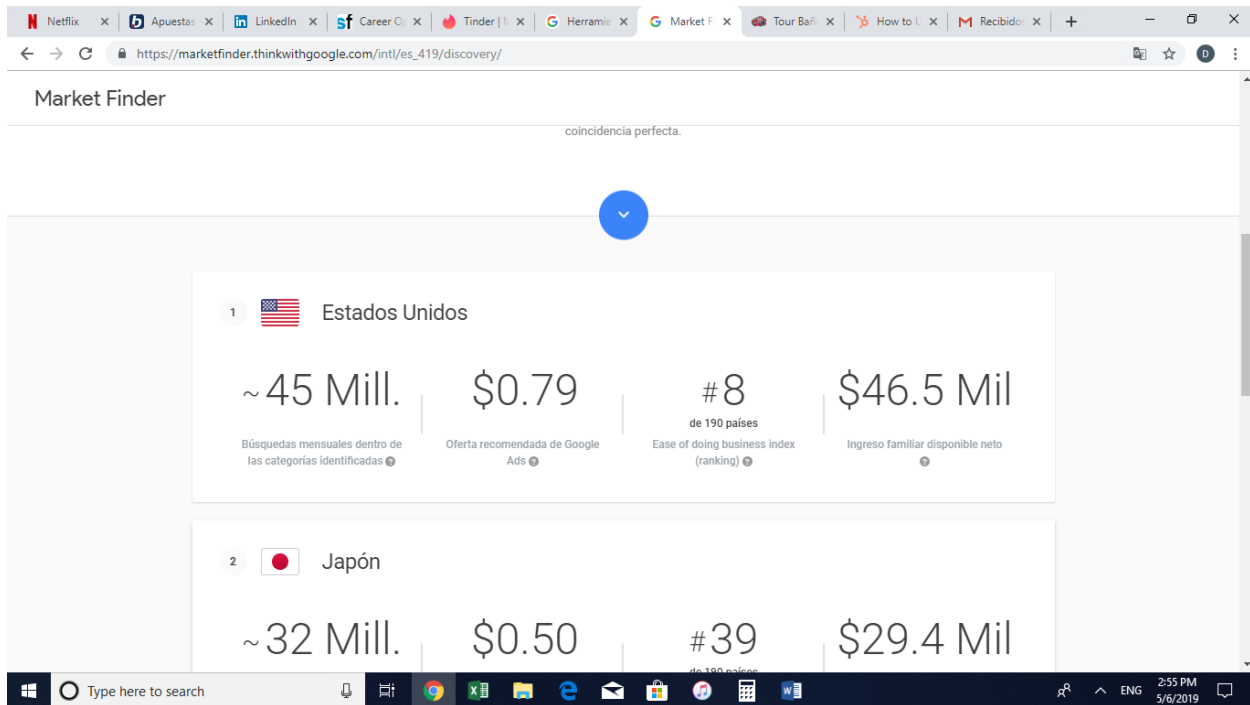 Netflix
Apuestas
LinkedIn
Career O
Tinder |
Herramie
Market F
Tour Bañ
How to U
Recibidos
https://marketfinder.thinkwithgoogle.com/intl/es_419/discovery/
D
Market Finder
coincidencia perfecta.
1 Estados Unidos
~45 Mill. $0.79 #8 $46.5 Mil
de 190 países
Búsquedas mensuales dentro de las categorías identificadas
Oferta recomendada de Google Ads
Ease of doing business index (ranking)
Ingreso familiar disponible neto
2 Japón
~32 Mill. $0.50 #39 $29.4 Mil
de 190 países
Type here to search
ENG
2:55 PM
5/6/2019